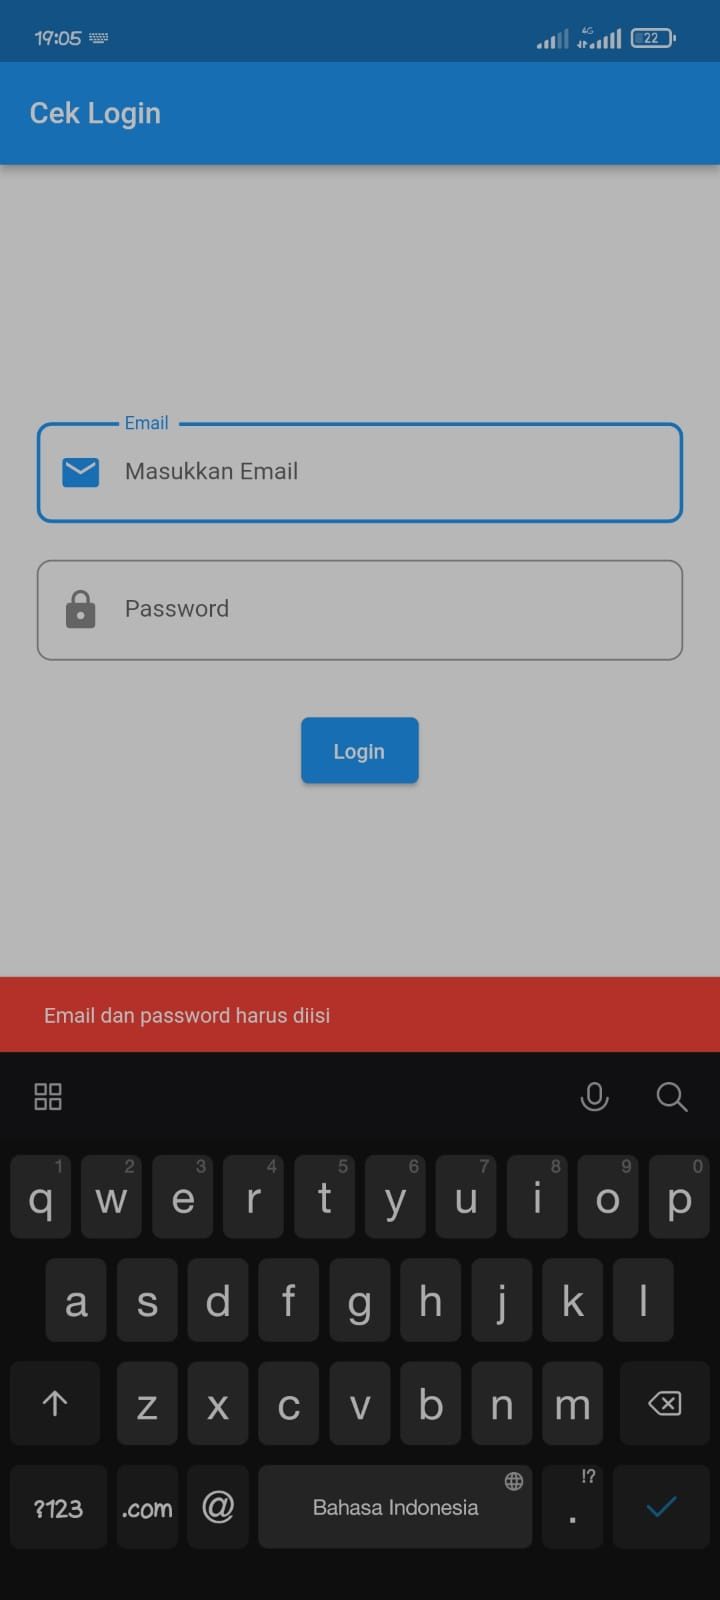 19:05
4G
22
Cek Login
Email
Masukkan Email
Password
Login
Email dan password harus diisi
1 2 3 4 5 6 7 8 9 0
q w e r t y u i o p
a s d f g h j k l
z x c v b n m
!?
?123 .com @ Bahasa Indonesia .